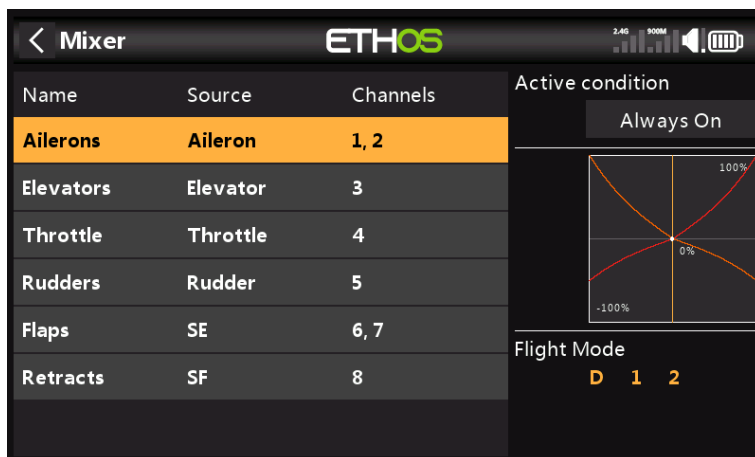 Mixer
ETHOS
2.4G 900M
Name Source Channels
Ailerons Aileron 1, 2
Elevators Elevator 3
Throttle Throttle 4
Rudders Rudder 5
Flaps SE 6, 7
Retracts SF 8
Active condition
Always On
100%
0%
-100%
Flight Mode
D 1 2